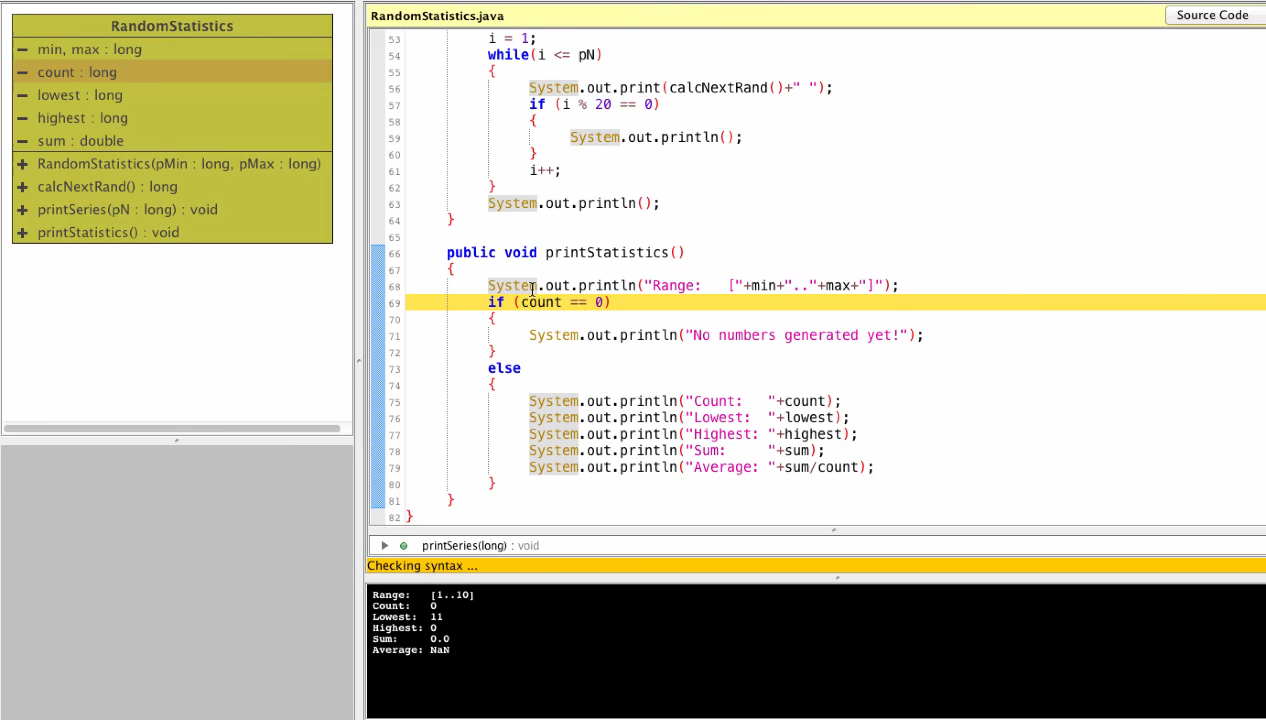 RandomStatistics
− min, max : long
− count : long
− lowest : long
− highest : long
− sum : double
+ RandomStatistics(pMin : long, pMax : long)
+ calcNextRand() : long
+ printSeries(pN : long) : void
+ printStatistics() : void
RandomStatistics.java
Source Code
53 i = 1;
54 while(i <= pN)
55 {
56 System.out.print(calcNextRand()+" ");
57 if (i % 20 == 0)
58 {
59 System.out.println();
60 }
61 i++;
62 }
63 System.out.println();
64 }
65
66 public void printStatistics()
67 {
68 System.out.println("Range:   ["+min+".."+max+"]");
69 if (count == 0)
70 {
71 System.out.println("No numbers generated yet!");
72 }
73 else
74 {
75 System.out.println("Count:   "+count);
76 System.out.println("Lowest:  "+lowest);
77 System.out.println("Highest: "+highest);
78 System.out.println("Sum:     "+sum);
79 System.out.println("Average: "+sum/count);
80 }
81 }
82 }
printSeries(long) : void
Checking syntax ...
Range:   [1..10]
Count:   0
Lowest:  11
Highest: 0
Sum:     0.0
Average: NaN